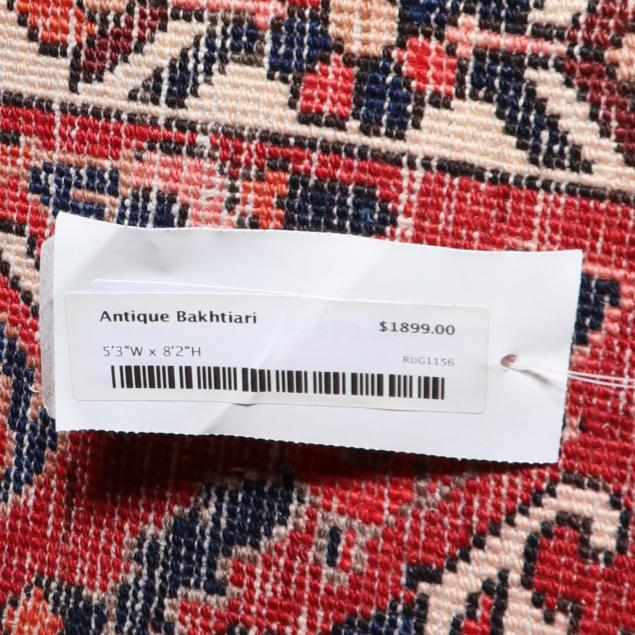 Antique Bakhtiari
$1899.00
5'3"W x 8'2"H
RUG1156